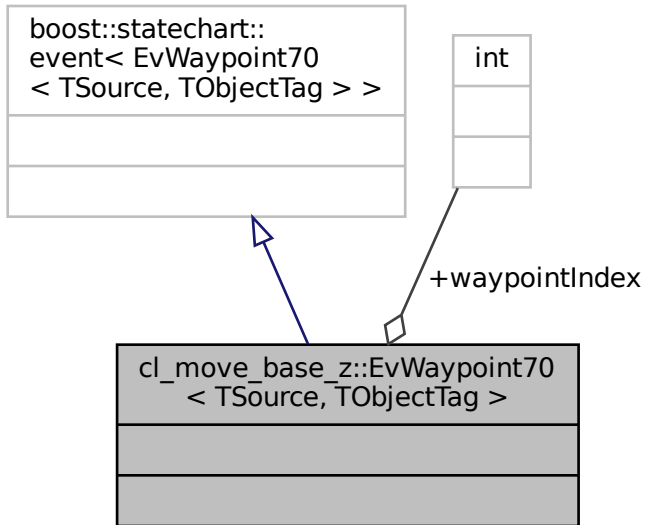 boost::statechart::
event< EvWaypoint70
< TSource, TObjectTag > >
int
+waypointIndex
cl_move_base_z::EvWaypoint70
< TSource, TObjectTag >